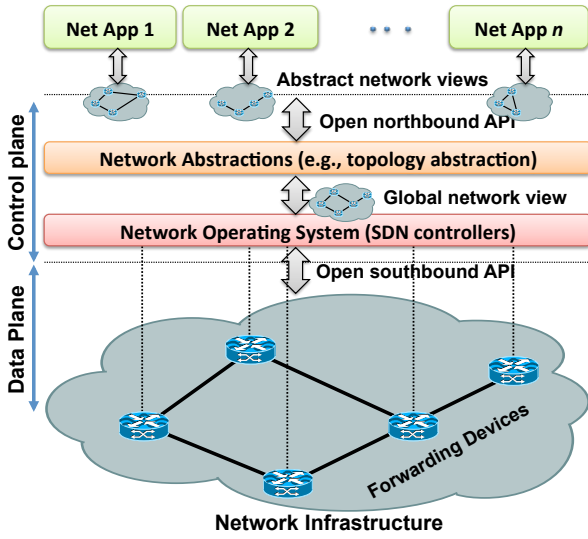 Net App 1
Net App 2
Net App n
Abstract network views
Open northbound API
Network Abstractions (e.g., topology abstraction)
Global network view
Network Operating System (SDN controllers)
Open southbound API
Control plane
Data Plane
Forwarding Devices
Network Infrastructure